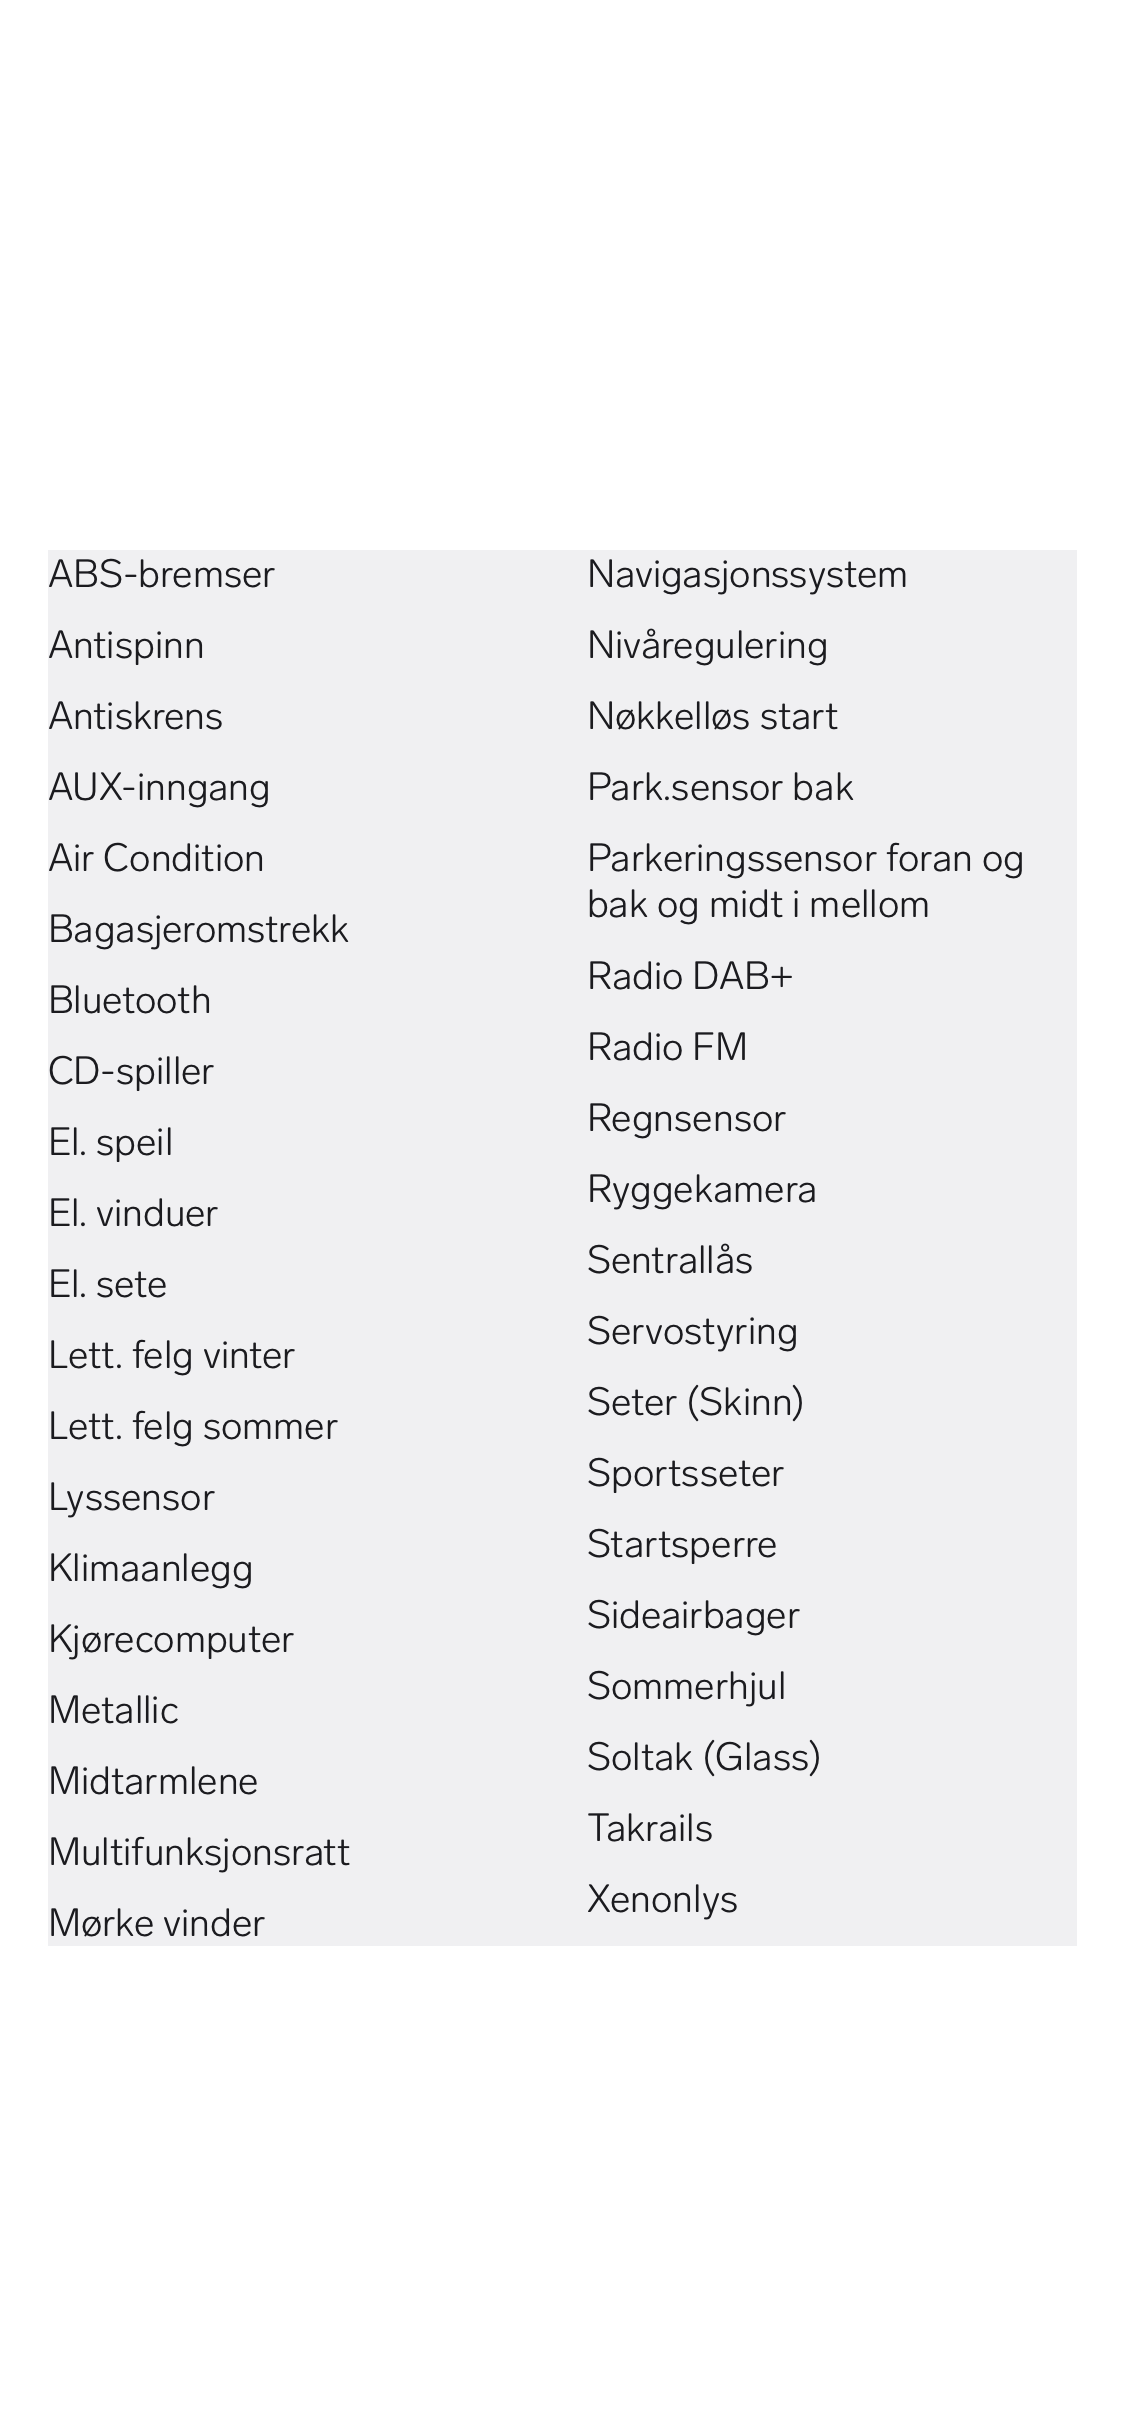 ABS-bremser
Antispinn
Antiskrens
AUX-inngang
Air Condition
Bagasjeromstrekk
Bluetooth
CD-spiller
El. speil
El. vinduer
El. sete
Lett. felg vinter
Lett. felg sommer
Lyssensor
Klimaanlegg
Kjørecomputer
Metallic
Midtarmlene
Multifunksjonsratt
Mørke vinder
Navigasjonssystem
Nivåregulering
Nøkkelløs start
Park.sensor bak
Parkeringssensor foran og
bak og midt i mellom
Radio DAB+
Radio FM
Regnsensor
Ryggekamera
Sentrallås
Servostyring
Seter (Skinn)
Sportsseter
Startsperre
Sideairbager
Sommerhjul
Soltak (Glass)
Takrails
Xenonlys